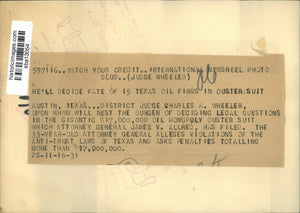 historicimages.com
597116..WATCH YOUR CREDIT..INTERNATIONAL NEWSREEL PHOTO
SLUG..(JUDGE WHEELER)
HE'LL DECIDE FATE OF 15 TEXAS OIL FIRMS IN OUSTER SUIT
AUSTIN, TEXAS...DISTRICT JUDGE CHARLES A. WHEELER,
UPON WHOM WILL REST THE BURDEN OF DECIDING LEGAL QUESTIONS
IN THE GIGANTIC $17,000,000 OIL MONOPOLY OUSTER SUIT
WHICH ATTORNEY GENERAL JAMES V. ALLRED, HAS FILED. THE
33-YEAR-OLD ATTORNEY GENERAL ALLEGES VIOLATIONS OF THE
ANTI-TRUST, LAWS OF TEXAS AND ASKS PENALTIES TOTALLING
MORE THAN $17,000,000.
11-16-31